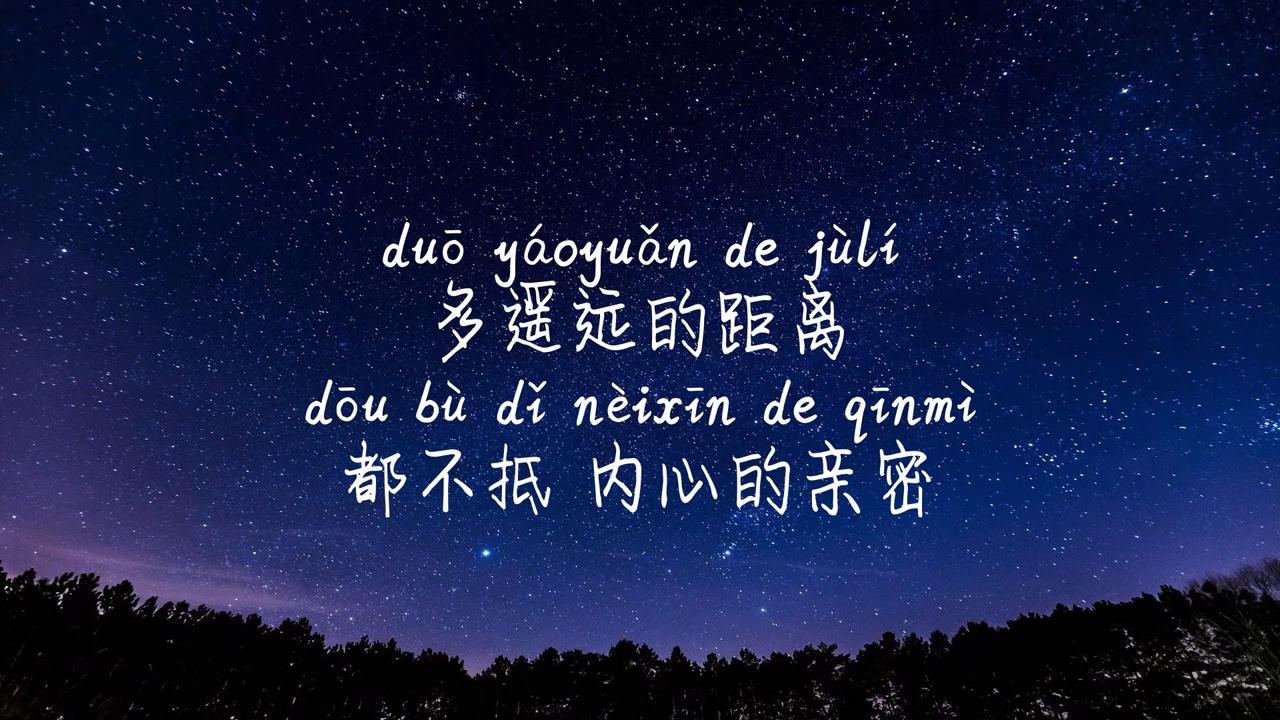 duō yáoyuǎn de jùlí
多遥远的距离
dōu bù dǐ nèixīn de qīnmì
都不抵 内心的亲密